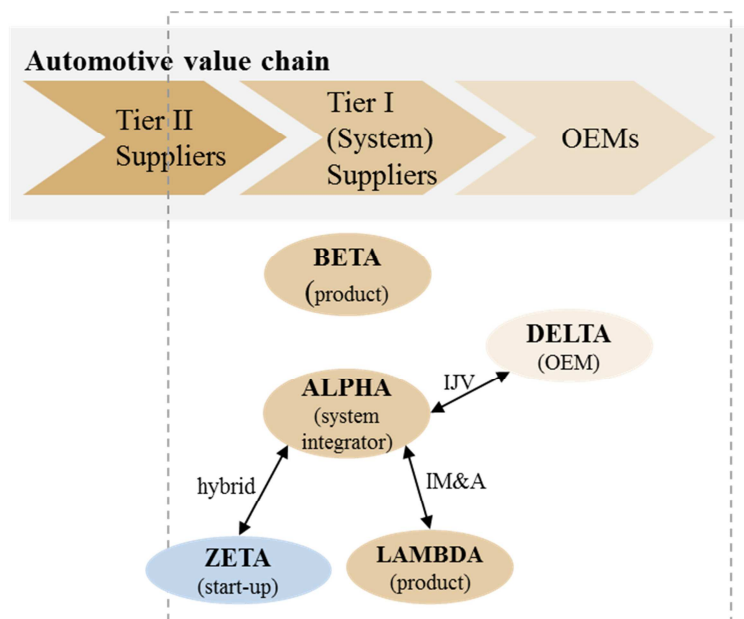 Automotive value chain
Tier II
Suppliers
Tier I
(System)
Suppliers
OEMs
BETA
(product)
DELTA
(OEM)
IJV
ALPHA
(system
integrator)
hybrid
IM&A
ZETA
(start-up)
LAMBDA
(product)